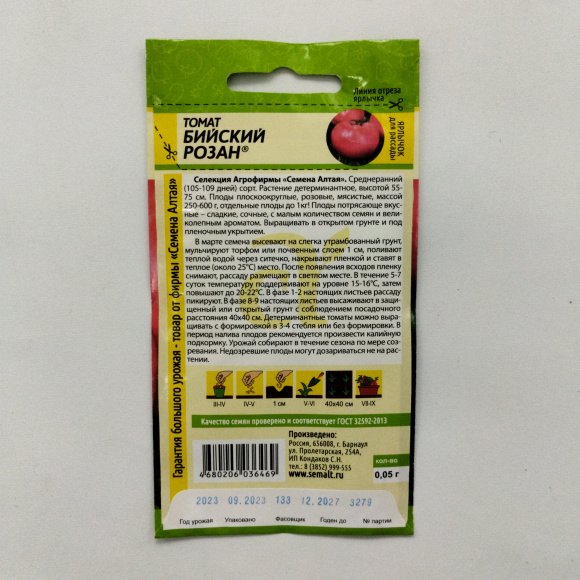 Линия отреза
ярлычка
ТОМАТ
БИЙСКИЙ
РОЗАН®
ЯРЛЫЧОК
для рассады
Гарантия большого урожая - товар от фирмы «Семена Алтая»
Селекция Агрофирмы «Семена Алтая». Среднеранний
(105-109 дней) сорт. Растение детерминантное, высотой 55-
75 см. Плоды плоскоокруглые, розовые, мясистые, массой
250-600 г, отдельные плоды до 1кг! Плоды потрясающе вкус-
ные – сладкие, сочные, с малым количеством семян и вели-
колепным ароматом. Выращивать в открытом грунте и под
пленочным укрытием.
В марте семена высевают на слегка утрамбованный грунт,
мульчируют торфом или почвенным слоем 1 см, поливают
теплой водой через ситечко, накрывают пленкой и ставят в
теплое (около 25°С) место. После появления всходов пленку
снимают, рассаду размещают в светлом месте. В течение 5-7
суток температуру поддерживают на уровне 15-16°С, затем
повышают до 20-22°С. В фазе 1-2 настоящих листьев рассаду
пикируют. В фазе 8-9 настоящих листьев высаживают в защи-
щенный или открытый грунт с соблюдением посадочного
расстояния 40х40 см. Детерминантные томаты можно выра-
щивать с формировкой в 3-4 стебля или без формировки. В
период налива плодов рекомендуется провести калийную
подкормку. Урожай собирают в течение сезона по мере соз-
ревания. Недозревшие плоды могут дозариваться не на рас-
тении.
III-IV IV-V 1 см V-VI 40х40 см VII-IX
Качество семян проверено и соответствует ГОСТ 32592-2013
Произведено:
Россия, 656008, г. Барнаул
ул. Пролетарская, 254А,
ИП Кондаков С.Н.
тел.: 8 (3852) 999-555
www.semalt.ru
кол-во
0,05 г
4 680206 036469
2023 09.2023 133 12.2027 3279
Год урожая Упаковано Фасовщик Годен до № партии